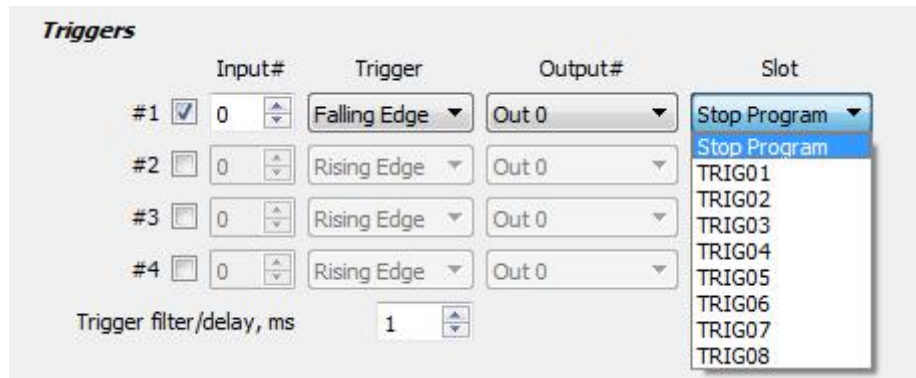 Triggers
Input# Trigger Output# Slot
#1 0 Falling Edge Out 0 Stop Program
Stop Program
#2 0 Rising Edge Out 0
TRIG01
TRIG02
#3 0 Rising Edge Out 0
TRIG03
TRIG04
#4 0 Rising Edge Out 0
TRIG05
TRIG06
Trigger filter/delay, ms 1
TRIG07
TRIG08